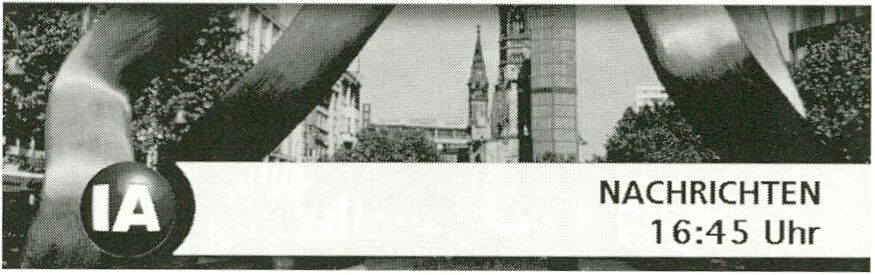 IA
NACHRICHTEN
16:45 Uhr